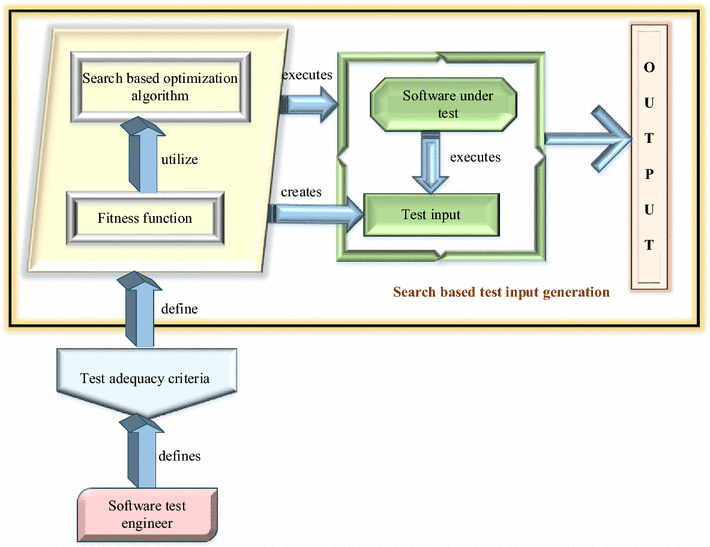 Search based optimization
algorithm
utilize
Fitness function
executes
creates
Software under
test
executes
Test input
O
U
T
P
U
T
Search based test input generation
define
Test adequacy criteria
defines
Software test
engineer